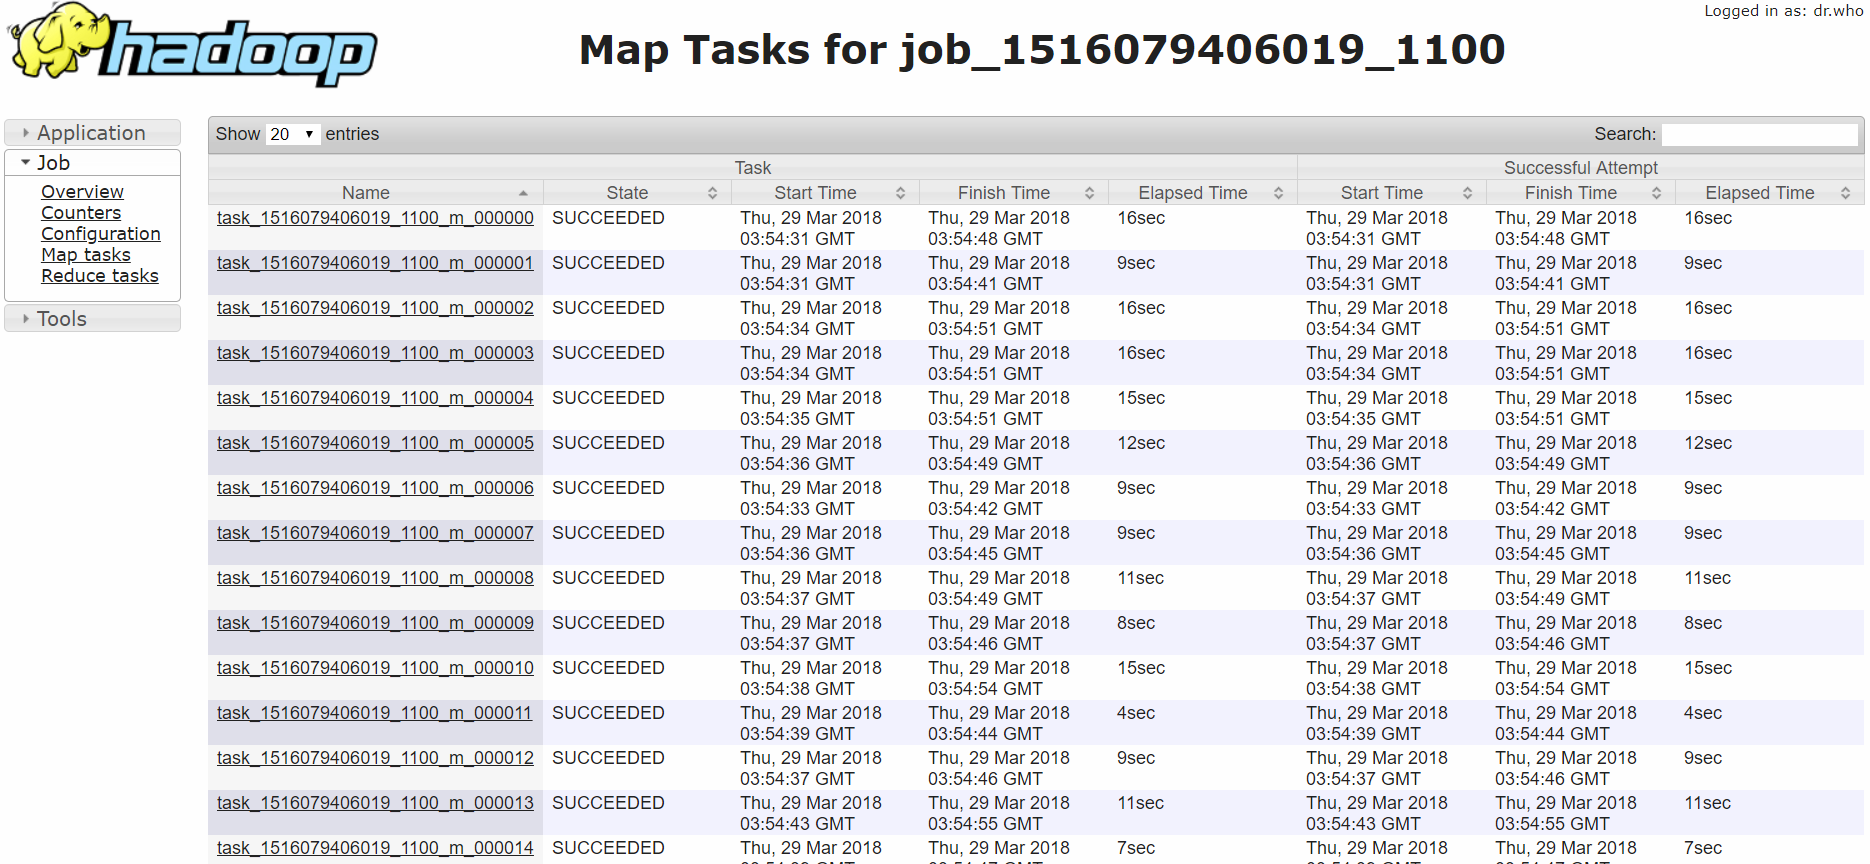 Logged in as: dr.who
hadoop
Map Tasks for job_1516079406019_1100
Application
Job
Overview
Counters
Configuration
Map tasks
Reduce tasks
Tools
Show 20 entries Search:
Task Successful Attempt
Name State Start Time Finish Time Elapsed Time Start Time Finish Time Elapsed Time
task_1516079406019_1100_m_000000 SUCCEEDED Thu, 29 Mar 2018 Thu, 29 Mar 2018 16sec Thu, 29 Mar 2018 Thu, 29 Mar 2018 16sec
03:54:31 GMT 03:54:48 GMT 03:54:31 GMT 03:54:48 GMT
task_1516079406019_1100_m_000001 SUCCEEDED Thu, 29 Mar 2018 Thu, 29 Mar 2018 9sec Thu, 29 Mar 2018 Thu, 29 Mar 2018 9sec
03:54:31 GMT 03:54:41 GMT 03:54:31 GMT 03:54:41 GMT
task_1516079406019_1100_m_000002 SUCCEEDED Thu, 29 Mar 2018 Thu, 29 Mar 2018 16sec Thu, 29 Mar 2018 Thu, 29 Mar 2018 16sec
03:54:34 GMT 03:54:51 GMT 03:54:34 GMT 03:54:51 GMT
task_1516079406019_1100_m_000003 SUCCEEDED Thu, 29 Mar 2018 Thu, 29 Mar 2018 16sec Thu, 29 Mar 2018 Thu, 29 Mar 2018 16sec
03:54:34 GMT 03:54:51 GMT 03:54:34 GMT 03:54:51 GMT
task_1516079406019_1100_m_000004 SUCCEEDED Thu, 29 Mar 2018 Thu, 29 Mar 2018 15sec Thu, 29 Mar 2018 Thu, 29 Mar 2018 15sec
03:54:35 GMT 03:54:51 GMT 03:54:35 GMT 03:54:51 GMT
task_1516079406019_1100_m_000005 SUCCEEDED Thu, 29 Mar 2018 Thu, 29 Mar 2018 12sec Thu, 29 Mar 2018 Thu, 29 Mar 2018 12sec
03:54:36 GMT 03:54:49 GMT 03:54:36 GMT 03:54:49 GMT
task_1516079406019_1100_m_000006 SUCCEEDED Thu, 29 Mar 2018 Thu, 29 Mar 2018 9sec Thu, 29 Mar 2018 Thu, 29 Mar 2018 9sec
03:54:33 GMT 03:54:42 GMT 03:54:33 GMT 03:54:42 GMT
task_1516079406019_1100_m_000007 SUCCEEDED Thu, 29 Mar 2018 Thu, 29 Mar 2018 9sec Thu, 29 Mar 2018 Thu, 29 Mar 2018 9sec
03:54:36 GMT 03:54:45 GMT 03:54:36 GMT 03:54:45 GMT
task_1516079406019_1100_m_000008 SUCCEEDED Thu, 29 Mar 2018 Thu, 29 Mar 2018 11sec Thu, 29 Mar 2018 Thu, 29 Mar 2018 11sec
03:54:37 GMT 03:54:49 GMT 03:54:37 GMT 03:54:49 GMT
task_1516079406019_1100_m_000009 SUCCEEDED Thu, 29 Mar 2018 Thu, 29 Mar 2018 8sec Thu, 29 Mar 2018 Thu, 29 Mar 2018 8sec
03:54:37 GMT 03:54:46 GMT 03:54:37 GMT 03:54:46 GMT
task_1516079406019_1100_m_000010 SUCCEEDED Thu, 29 Mar 2018 Thu, 29 Mar 2018 15sec Thu, 29 Mar 2018 Thu, 29 Mar 2018 15sec
03:54:38 GMT 03:54:54 GMT 03:54:38 GMT 03:54:54 GMT
task_1516079406019_1100_m_000011 SUCCEEDED Thu, 29 Mar 2018 Thu, 29 Mar 2018 4sec Thu, 29 Mar 2018 Thu, 29 Mar 2018 4sec
03:54:39 GMT 03:54:44 GMT 03:54:39 GMT 03:54:44 GMT
task_1516079406019_1100_m_000012 SUCCEEDED Thu, 29 Mar 2018 Thu, 29 Mar 2018 9sec Thu, 29 Mar 2018 Thu, 29 Mar 2018 9sec
03:54:37 GMT 03:54:46 GMT 03:54:37 GMT 03:54:46 GMT
task_1516079406019_1100_m_000013 SUCCEEDED Thu, 29 Mar 2018 Thu, 29 Mar 2018 11sec Thu, 29 Mar 2018 Thu, 29 Mar 2018 11sec
03:54:43 GMT 03:54:55 GMT 03:54:43 GMT 03:54:55 GMT
task_1516079406019_1100_m_000014 SUCCEEDED Thu, 29 Mar 2018 Thu, 29 Mar 2018 7sec Thu, 29 Mar 2018 Thu, 29 Mar 2018 7sec